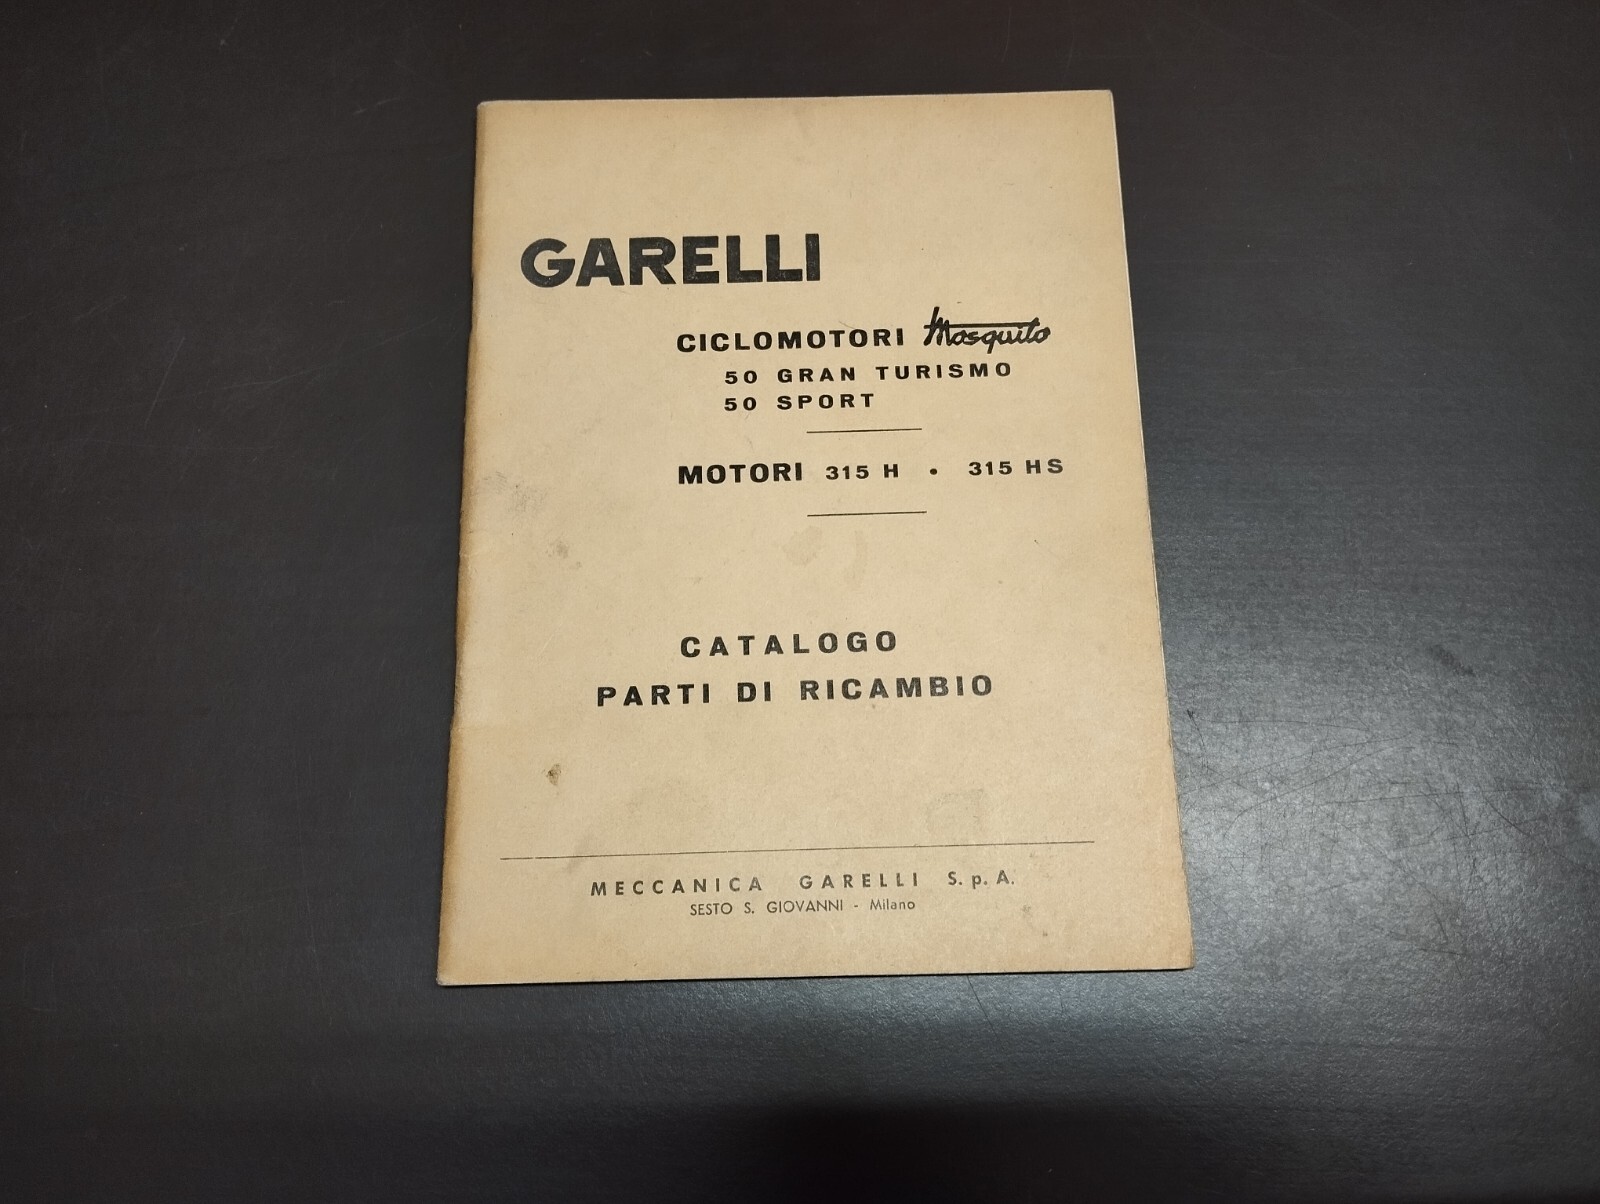 GARELLI
CICLOMOTORI Mosquito
50 GRAN TURISMO
50 SPORT
MOTORI 315 H • 315 HS
CATALOGO
PARTI DI RICAMBIO
MECCANICA GARELLI S.p.A.
SESTO S. GIOVANNI - Milano